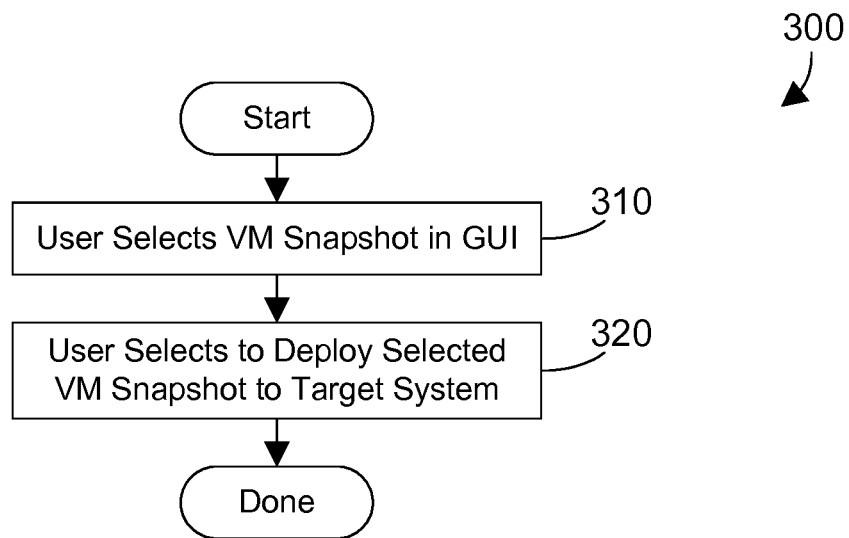 300
Start
User Selects VM Snapshot in GUI
310
User Selects to Deploy Selected
VM Snapshot to Target System
320
Done